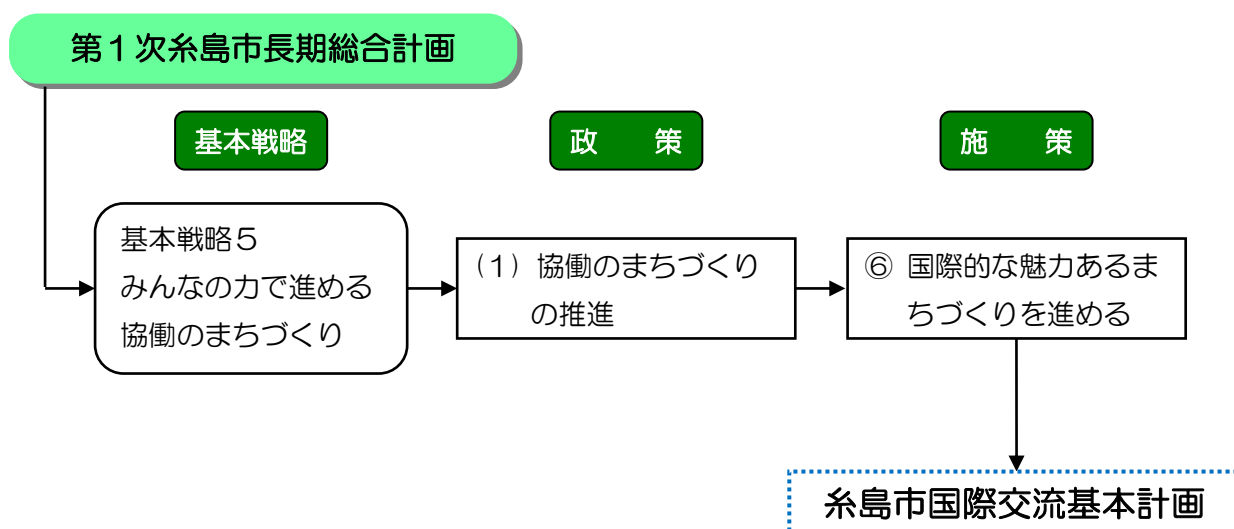 第1次糸島市長期総合計画
基本戦略
政　策
施　策
基本戦略５
みんなの力で進める
協働のまちづくり
(1) 協働のまちづくり
の推進
⑥ 国際的な魅力あるま
ちづくりを進める
糸島市国際交流基本計画